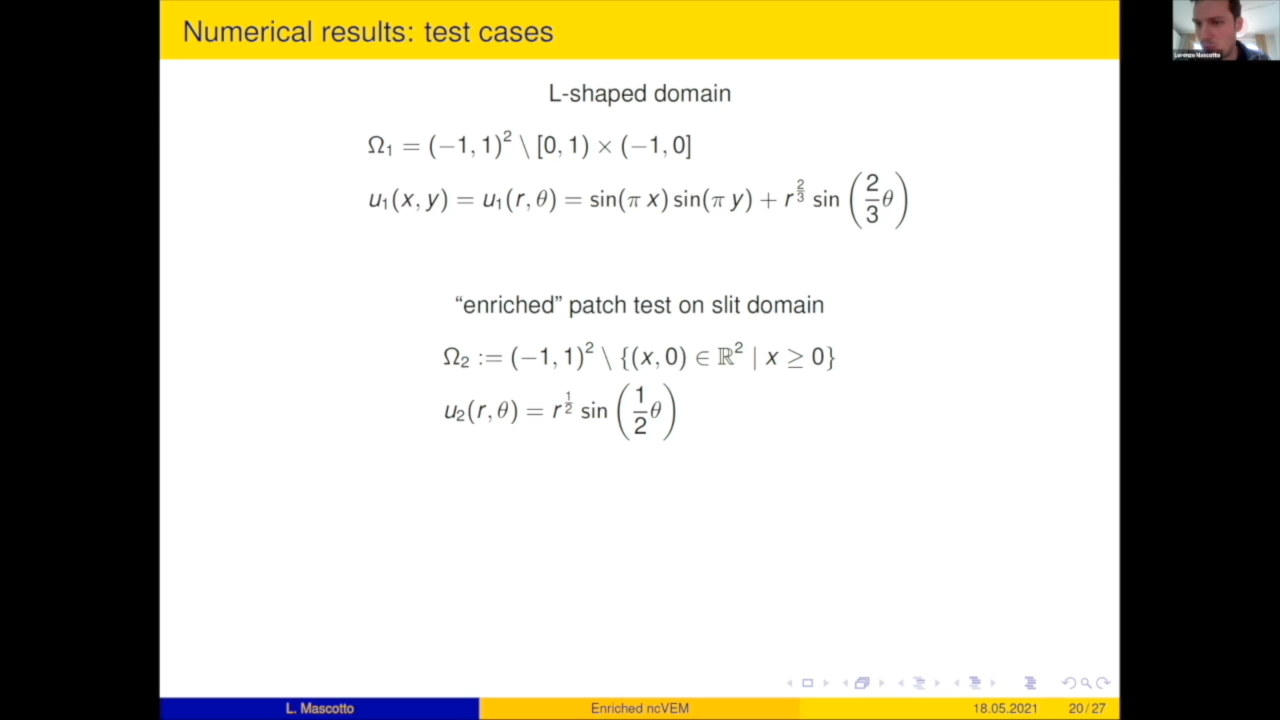 Numerical results: test cases
Lorenzo Mascotto
L-shaped domain
Ω₁ = (−1, 1)² \ [0, 1) × (−1, 0]
u₁(x, y) = u₁(r, θ) = sin(π x) sin(π y) + r^{2/3} sin (2/3 θ)
“enriched” patch test on slit domain
Ω₂ := (−1, 1)² \ {(x, 0) ∈ ℝ² | x ≥ 0}
u₂(r, θ) = r^{1/2} sin (1/2 θ)
L. Mascotto
Enriched ncVEM
18.05.2021
20 / 27